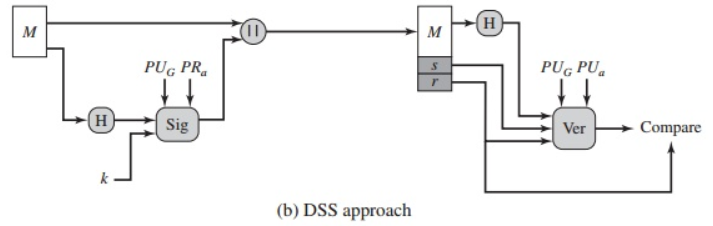 M
H
k
PU_G PR_a
Sig
||
M
s
r
H
PU_G PU_a
Ver
Compare
(b) DSS approach